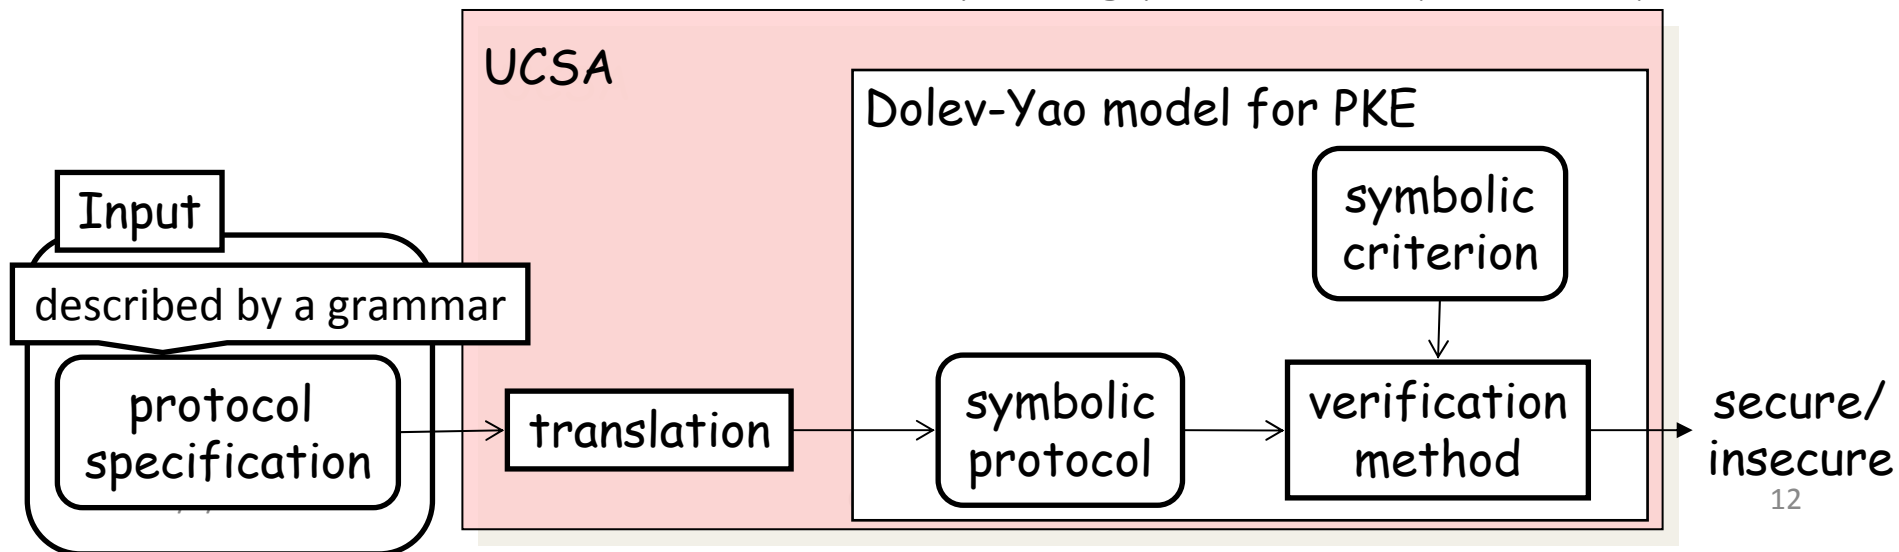 UCSA
Dolev-Yao model for PKE
symbolic
criterion
Input
described by a grammar
protocol
specification
translation
symbolic
protocol
verification
method
secure/
insecure
12